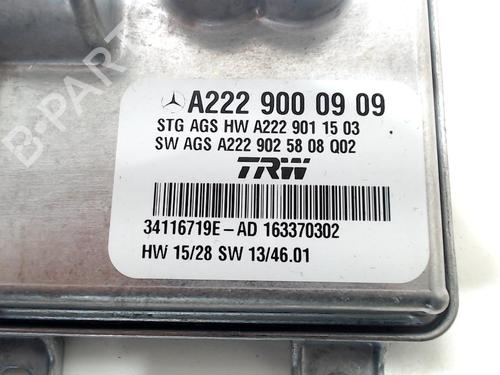 A222 900 09 09
STG AGS HW A222 901 15 03
SW AGS A222 902 58 08 Q02
TRW
34116719E-AD 163370302
HW 15/28 SW 13/46.01